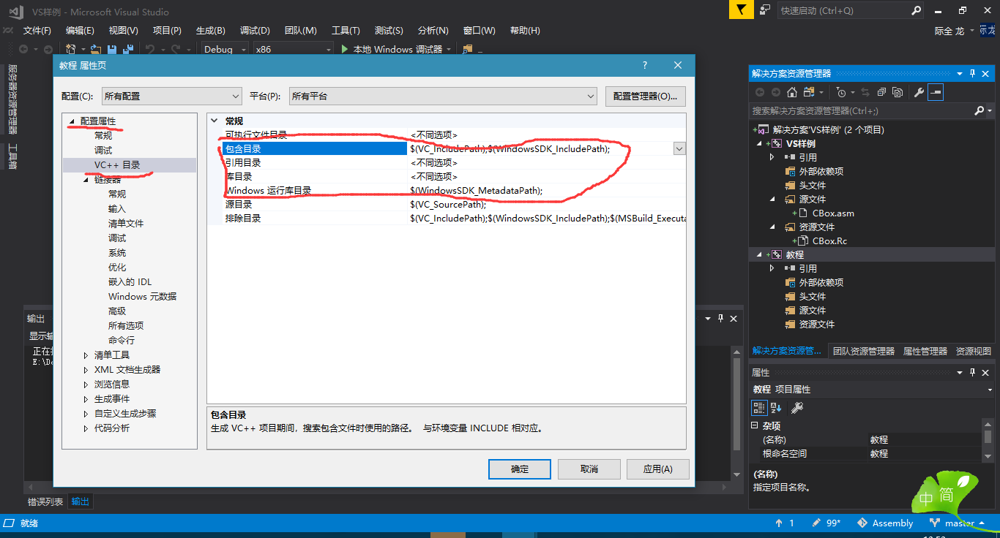 VS样例 - Microsoft Visual Studio
快速启动 (Ctrl+Q)
文件(F) 编辑(E) 视图(V) 项目(P) 生成(B) 调试(D) 团队(M) 工具(T) 测试(S) 分析(N) 窗口(W) 帮助(H)
际全 龙
际龙
Debug x86 本地 Windows 调试器
服务器资源管理器
工具箱
教程 属性页
?
配置(C): 所有配置 平台(P): 所有平台 配置管理器(O)...
配置属性
常规
调试
VC++ 目录
链接器
常规
输入
清单文件
调试
系统
优化
嵌入的 IDL
Windows 元数据
高级
所有选项
命令行
清单工具
XML 文档生成器
浏览信息
生成事件
自定义生成步骤
代码分析
常规
可执行文件目录 <不同选项>
包含目录 $(VC_IncludePath);$(WindowsSDK_IncludePath);
引用目录 <不同选项>
库目录 <不同选项>
Windows 运行库目录 $(WindowsSDK_MetadataPath);
源目录 $(VC_SourcePath);
排除目录 $(VC_IncludePath);$(WindowsSDK_IncludePath);$(MSBuild_Executa
包含目录
生成 VC++ 项目期间，搜索包含文件时使用的路径。 与环境变量 INCLUDE 相对应。
确定 取消 应用(A)
输出
显示输
正在
E:\De
错误列表 输出
解决方案资源管理器
搜索解决方案资源管理器(Ctrl+;)
解决方案'VS样例' (2 个项目)
VS样例
引用
外部依赖项
头文件
源文件
CBox.asm
资源文件
CBox.Rc
教程
引用
外部依赖项
头文件
源文件
资源文件
解决方案资源管... 团队资源管理器 属性管理器 资源视图
属性
教程 项目属性
杂项
(名称) 教程
根命名空间 教程
(名称)
指定项目名称。
中 简
就绪
1 99* Assembly master